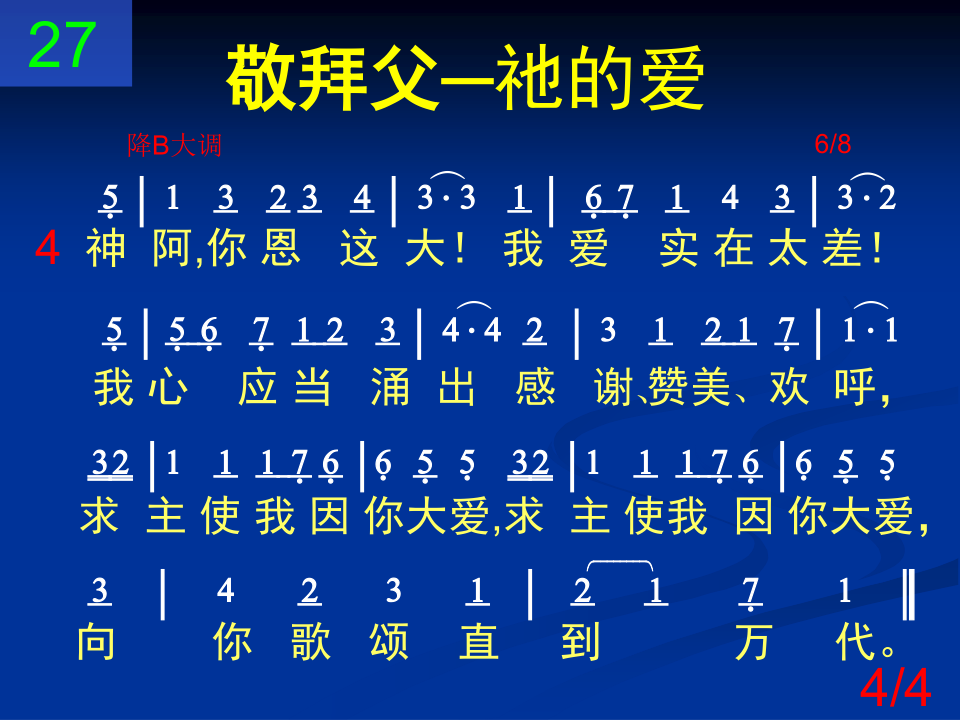 27
敬拜父─祂的爱
降B大调 6/8
5 | 1 3 2 3 4 | 3·3 1 | 6 7 1 4 3 | 3·2
4 神 阿,你 恩 这 大! 我 爱 实 在 太 差!
5 | 5 6 7 1 2 3 | 4·4 2 | 3 1 2 1 7 | 1·1
我 心 应 当 涌 出 感 谢、赞美、欢 呼,
32 | 1 1 1 7 6 | 6 5 5 32 | 1 1 1 7 6 | 6 5 5
求 主 使 我 因 你大爱,求 主 使我 因 你大爱,
3 | 4 2 3 1 | 2 1 7 1 ‖
向 你 歌 颂 直 到 万 代。
4/4